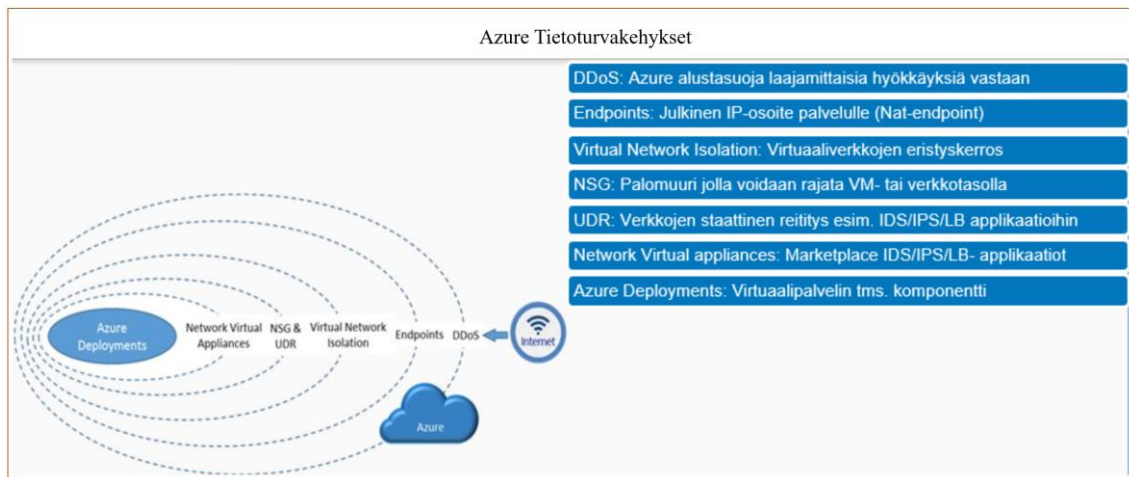 Azure Tietoturvakehykset
DDoS: Azure alustasuoja laajamittaisia hyökkäyksiä vastaan
Endpoints: Julkinen IP-osoite palvelulle (Nat-endpoint)
Virtual Network Isolation: Virtuaaliverkkojen eristyskerros
NSG: Palomuuri jolla voidaan rajata VM- tai verkkotasolla
UDR: Verkkojen staattinen reititys esim. IDS/IPS/LB applikaatioihin
Network Virtual appliances: Marketplace IDS/IPS/LB- applikaatiot
Azure Deployments: Virtuaalipalvelin tms. komponentti
Azure
Deployments
Network Virtual
Appliances
NSG &
UDR
Virtual Network
Isolation
Endpoints
DDoS
Internet
Azure